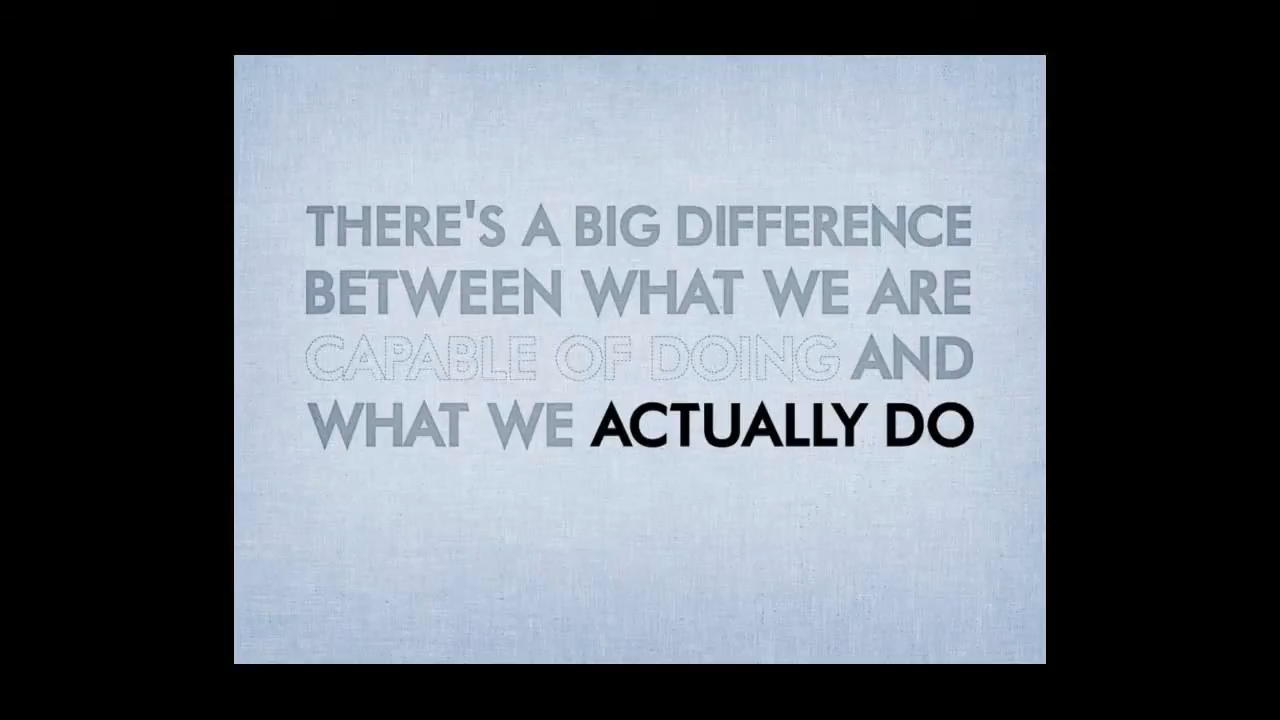 THERE'S A BIG DIFFERENCE
BETWEEN WHAT WE ARE
CAPABLE OF DOING AND
WHAT WE ACTUALLY DO